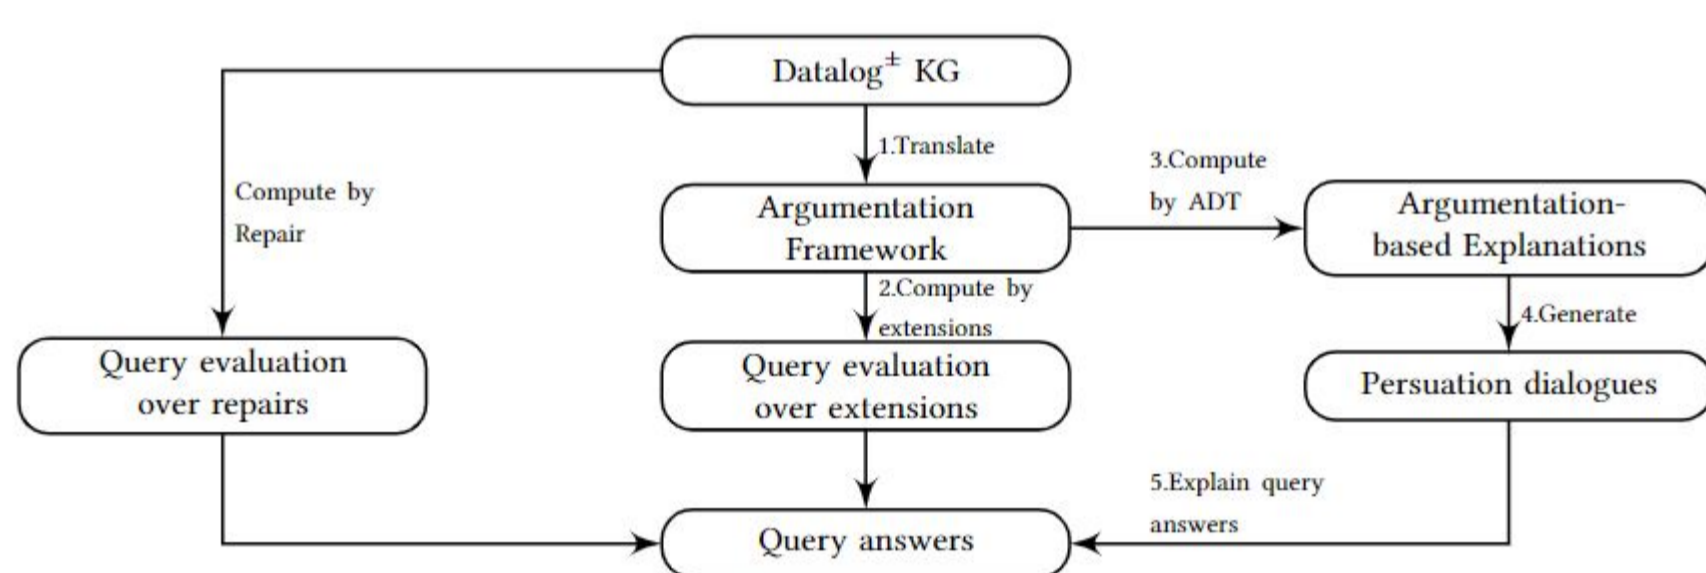 Datalog± KG
1.Translate
3.Compute
by ADT
Compute by
Repair
Argumentation
Framework
Argumentation-
based Explanations
2.Compute by
extensions
4.Generate
Query evaluation
over repairs
Query evaluation
over extensions
Persuation dialogues
5.Explain query
answers
Query answers